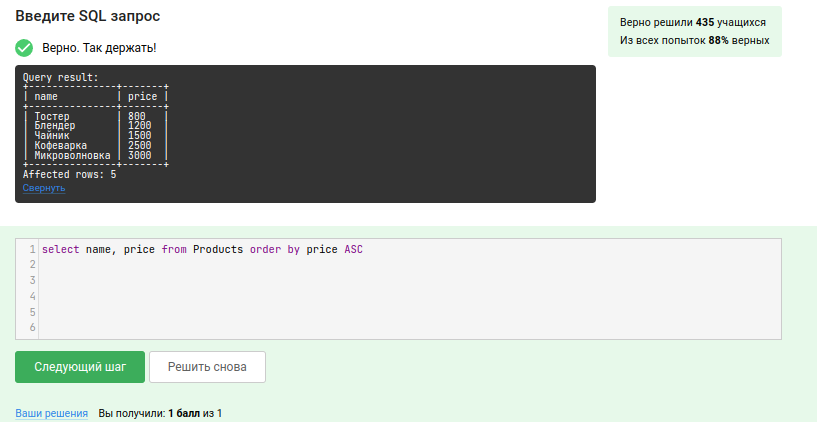 Введите SQL запрос
Верно решили 435 учащихся
Из всех попыток 88% верных
Верно. Так держать!
Query result:
+---------------+-------+
| name          | price |
+---------------+-------+
| Тостер        | 800   |
| Блендер       | 1200  |
| Чайник        | 1500  |
| Кофеварка     | 2500  |
| Микроволновка | 3000  |
+---------------+-------+
Affected rows: 5
Свернуть
1 select name, price from Products order by price ASC
2
3
4
5
6
Следующий шаг Решить снова
Ваши решения Вы получили: 1 балл из 1